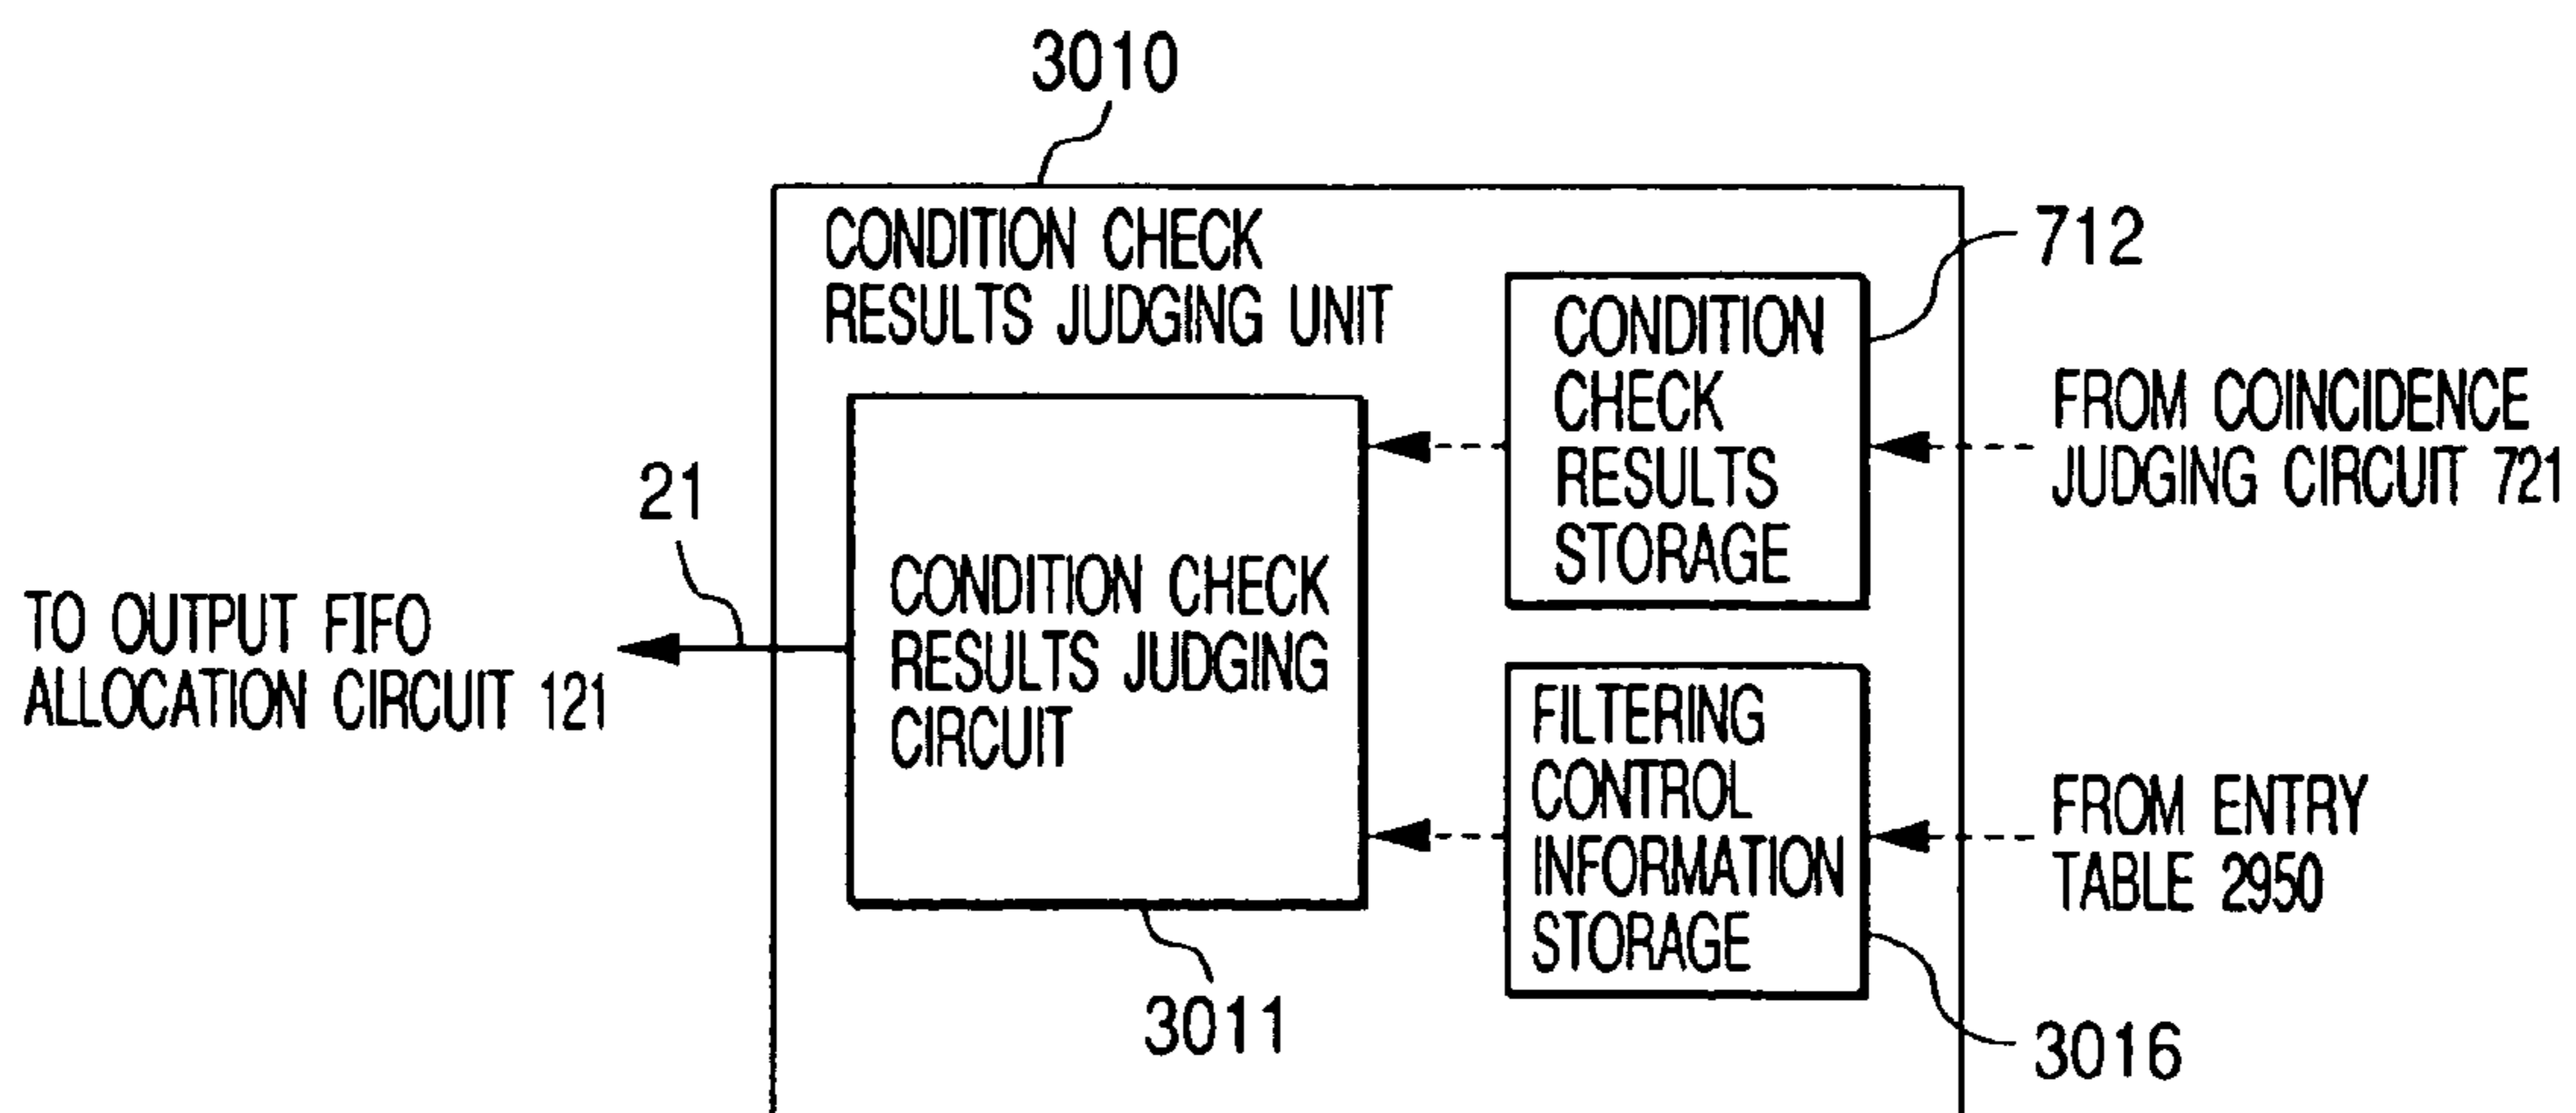 3010
CONDITION CHECK
RESULTS JUDGING UNIT
712
CONDITION
CHECK
RESULTS
STORAGE
FROM COINCIDENCE
JUDGING CIRCUIT 721
21
TO OUTPUT FIFO
ALLOCATION CIRCUIT 121
CONDITION CHECK
RESULTS JUDGING
CIRCUIT
3011
FILTERING
CONTROL
INFORMATION
STORAGE
FROM ENTRY
TABLE 2950
3016